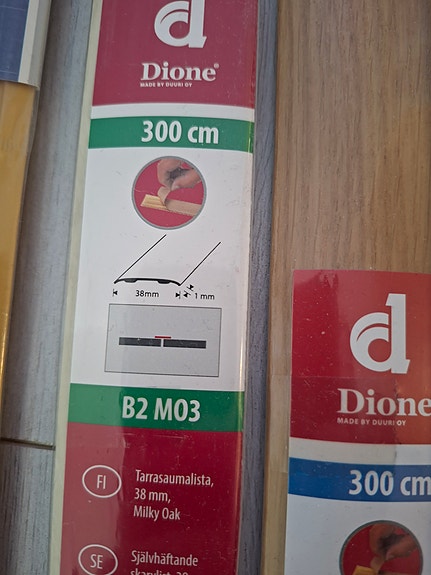 d
Dione®
MADE BY DUURI OY
300 cm
38mm
1 mm
B2 M03
FI
Tarrasaumalista,
38 mm,
Milky Oak
SE
Självhäftande
d
Dione
MADE BY DUURI OY
300 cm